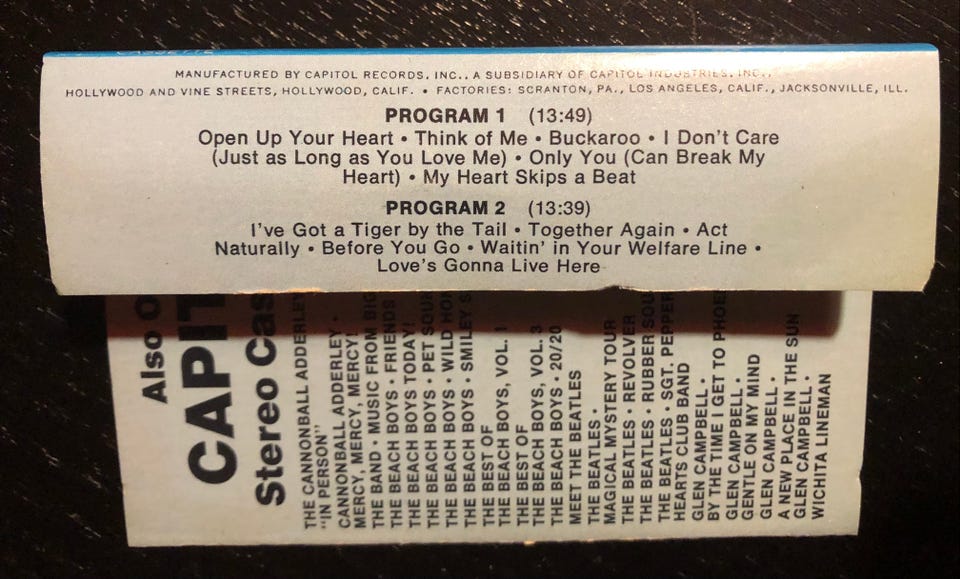 CASSETTE
MANUFACTURED BY CAPITOL RECORDS, INC., A SUBSIDIARY OF CAPITOL INDUSTRIES, INC.,
HOLLYWOOD AND VINE STREETS, HOLLYWOOD, CALIF. • FACTORIES: SCRANTON, PA., LOS ANGELES, CALIF., JACKSONVILLE, ILL.
PROGRAM 1 (13:49)
Open Up Your Heart • Think of Me • Buckaroo • I Don't Care
(Just as Long as You Love Me) • Only You (Can Break My
Heart) • My Heart Skips a Beat
PROGRAM 2 (13:39)
I've Got a Tiger by the Tail • Together Again • Act
Naturally • Before You Go • Waitin' in Your Welfare Line •
Love's Gonna Live Here
Also O
CAPIT
Stereo Cas
THE CANNONBALL ADDERLEY
"IN PERSON"
CANNONBALL ADDERLEY •
MERCY, MERCY, MERCY!
THE BAND • MUSIC FROM BIG
THE BEACH BOYS • FRIENDS
THE BEACH BOYS TODAY!
THE BEACH BOYS • PET SOUN
THE BEACH BOYS • WILD HON
THE BEACH BOYS • SMILEY S
THE BEST OF
THE BEACH BOYS, VOL. 1
THE BEST OF
THE BEACH BOYS, VOL. 3
THE BEACH BOYS • 20/20
MEET THE BEATLES
THE BEATLES •
MAGICAL MYSTERY TOUR
THE BEATLES • REVOLVER
THE BEATLES • RUBBER SOU
THE BEATLES • SGT. PEPPER
HEARTS CLUB BAND
GLEN CAMPBELL •
BY THE TIME I GET TO PHOE
GLEN CAMPBELL •
GENTLE ON MY MIND
GLEN CAMPBELL •
A NEW PLACE IN THE SUN
GLEN CAMPBELL •
WICHITA LINEMAN